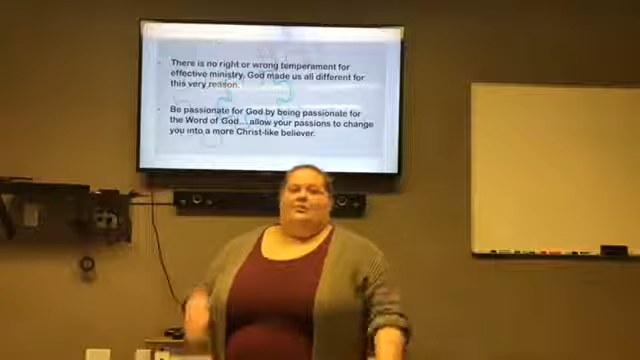 There is no right or wrong temperament for
effective ministry. God made us all different for
this very reason.
Be passionate for God by being passionate for
the Word of God... allow your passions to change
you into a more Christ-like believer.